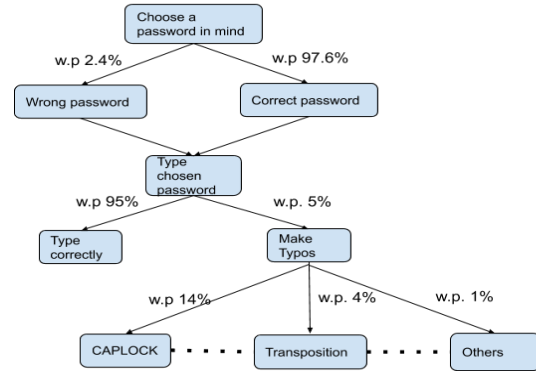 Choose a
password in mind
w.p 2.4%
w.p 97.6%
Wrong password
Correct password
Type
chosen
password
w.p 95%
w.p. 5%
Type
correctly
Make
Typos
w.p 14%
w.p. 4%
w.p. 1%
CAPLOCK
Transposition
Others